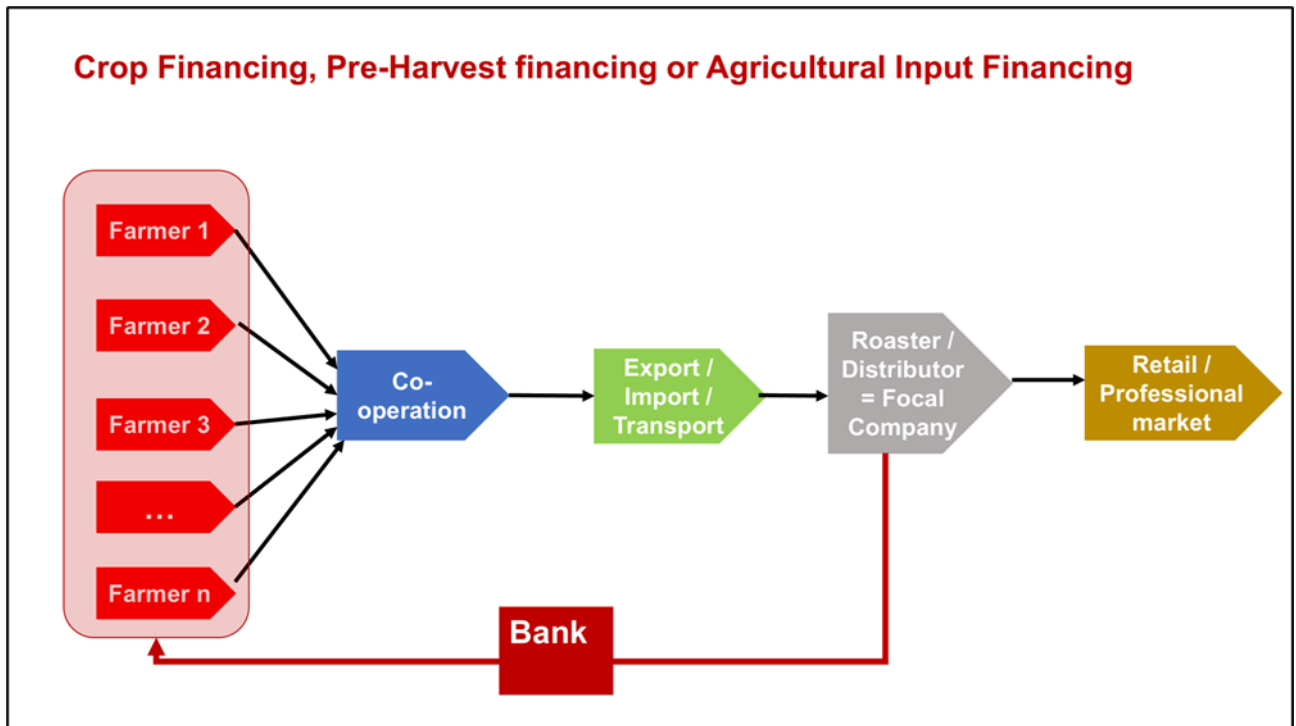 Crop Financing, Pre-Harvest financing or Agricultural Input Financing
Farmer 1
Farmer 2
Farmer 3
...
Farmer n
Co-
operation
Export /
Import /
Transport
Roaster /
Distributor
= Focal
Company
Retail /
Professional
market
Bank